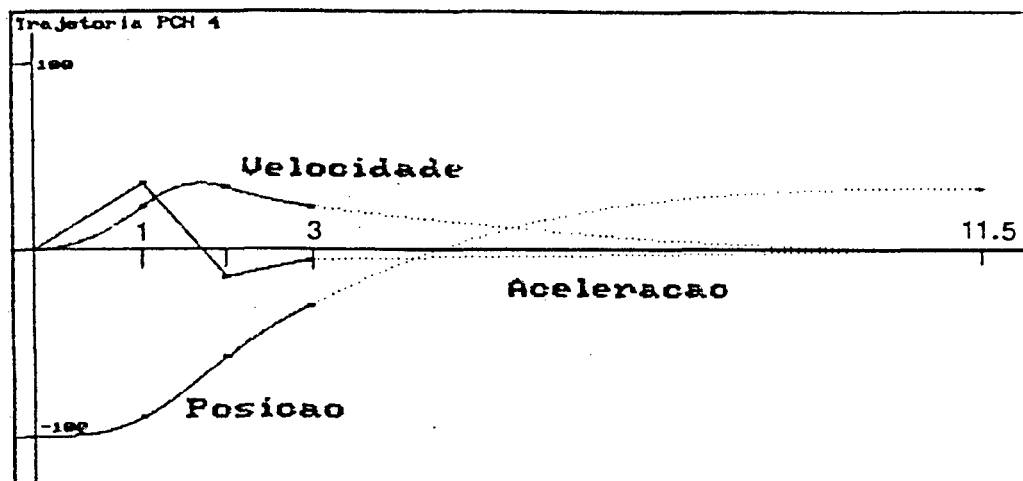 Trajetoria PCH 4
100
Velocidade
1
3
11.5
Aceleracao
Posicao
-100